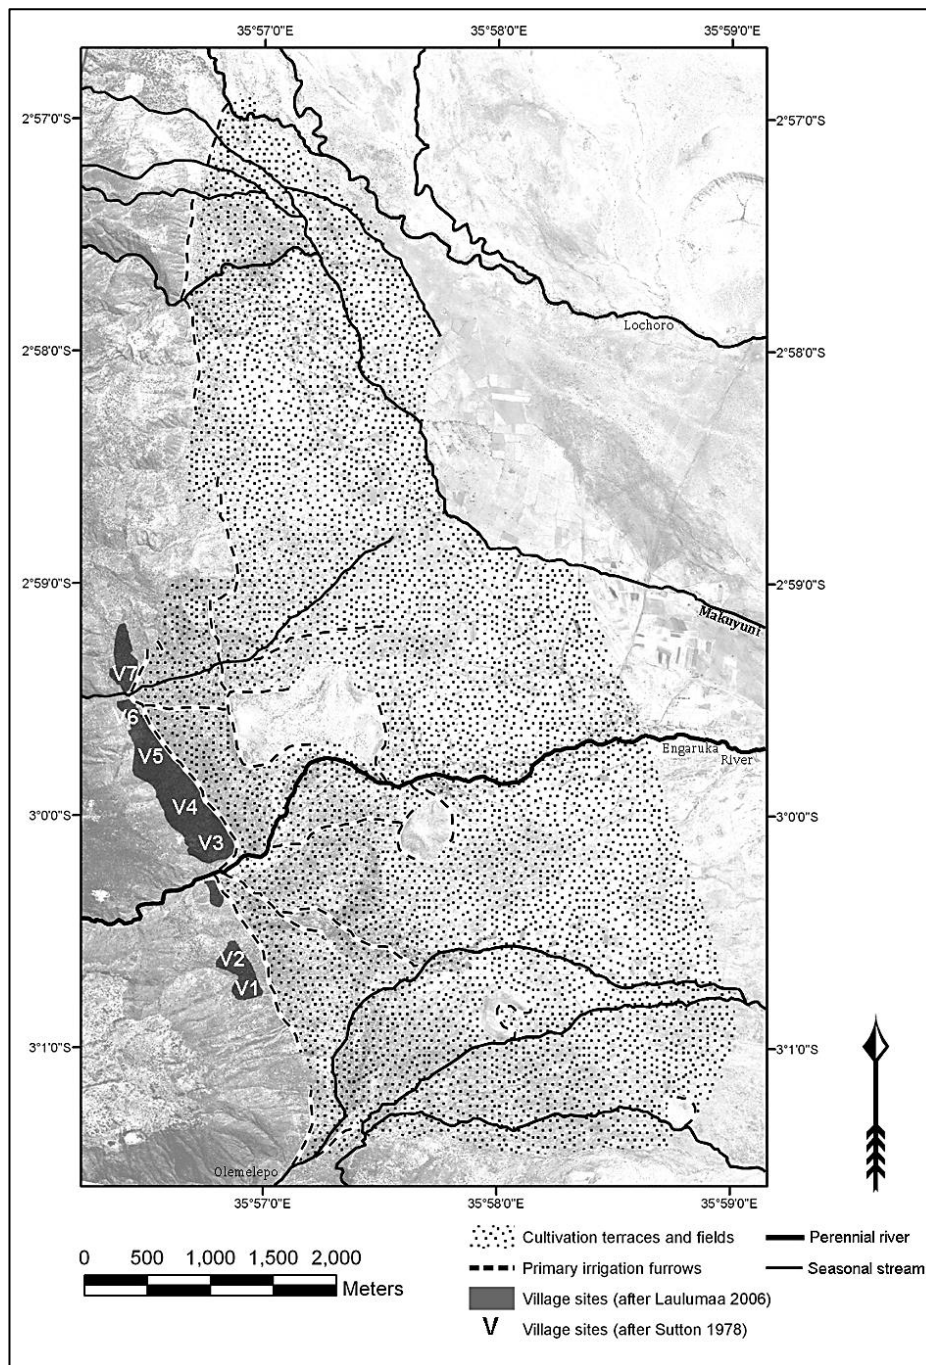 35°57'0"E 35°58'0"E 35°59'0"E
2°57'0"S 2°57'0"S
Lochoro
2°58'0"S 2°58'0"S
2°59'0"S 2°59'0"S
Makuyuni
V7
V6
Engaruka
River
V5
V4
3°0'0"S 3°0'0"S
V3
V2
V1
3°1'0"S 3°1'0"S
Olemelepo
35°57'0"E 35°58'0"E 35°59'0"E
0 500 1,000 1,500 2,000
Meters
Cultivation terraces and fields
Perennial river
Primary irrigation furrows
Seasonal stream
Village sites (after Laulumaa 2006)
V Village sites (after Sutton 1978)